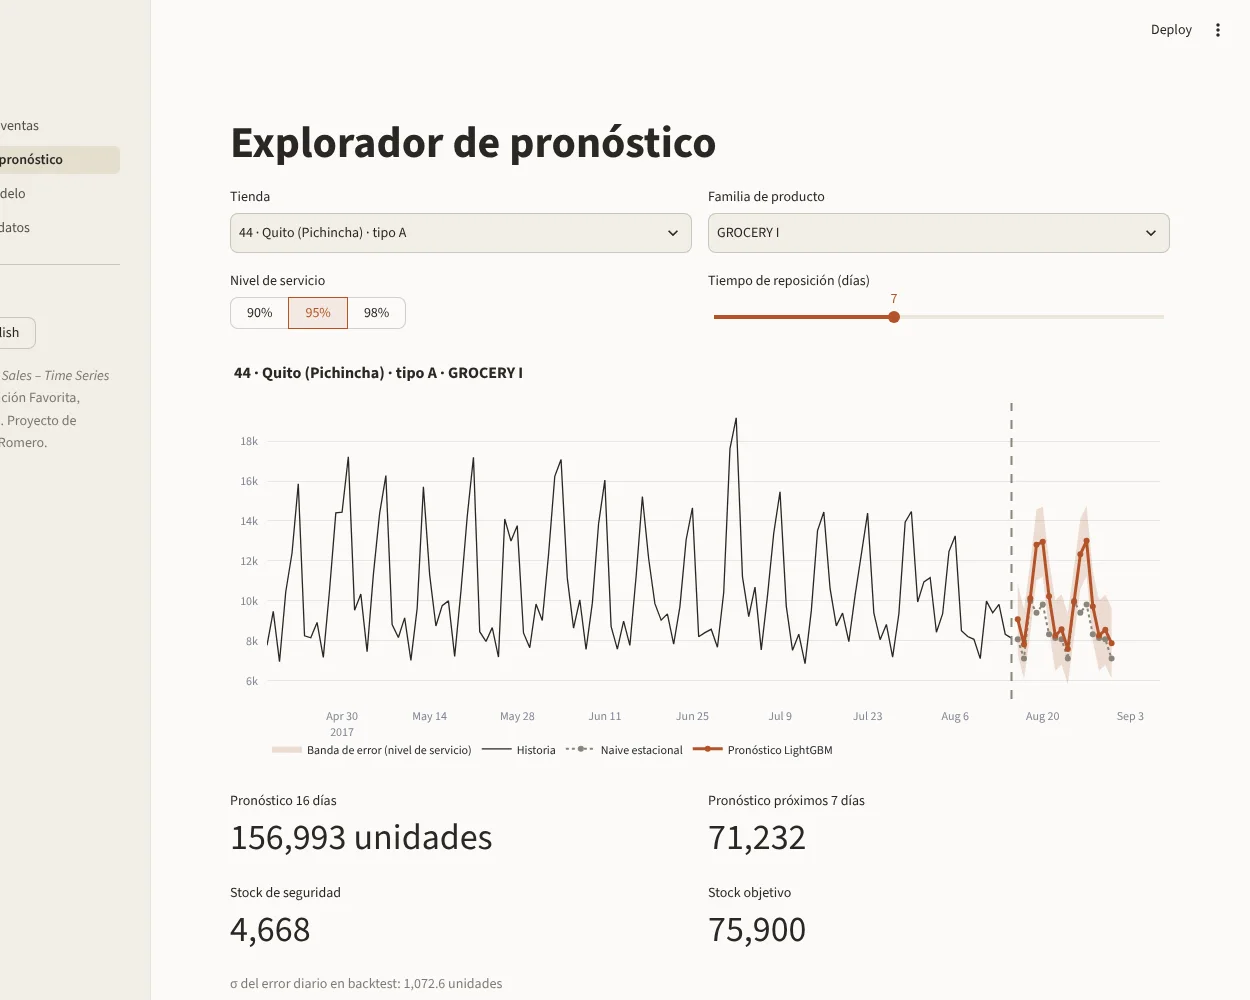 Deploy
ventas
pronóstico
delo
datos
lish
Sales – Time Series
ción Favorita,
. Proyecto de
Romero.
Explorador de pronóstico
Tienda
44 · Quito (Pichincha) · tipo A
Familia de producto
GROCERY I
Nivel de servicio
90%
95%
98%
Tiempo de reposición (días)
7
44 · Quito (Pichincha) · tipo A · GROCERY I
18k
16k
14k
12k
10k
8k
6k
Apr 30
2017
May 14
May 28
Jun 11
Jun 25
Jul 9
Jul 23
Aug 6
Aug 20
Sep 3
Banda de error (nivel de servicio)
Historia
Naive estacional
Pronóstico LightGBM
Pronóstico 16 días
156,993 unidades
Pronóstico próximos 7 días
71,232
Stock de seguridad
4,668
Stock objetivo
75,900
σ del error diario en backtest: 1,072.6 unidades